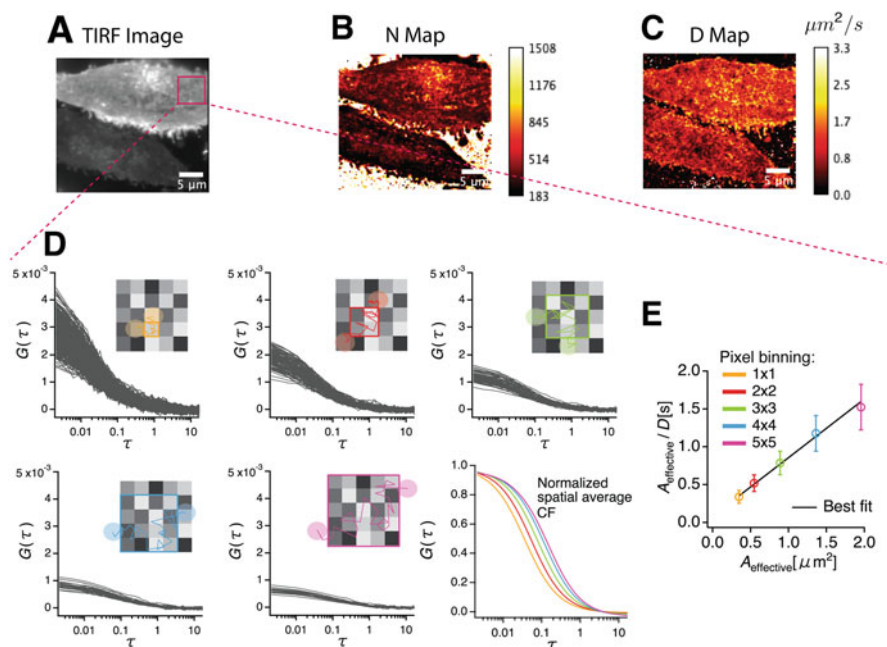 A TIRF Image
B N Map
C D Map
μm²/s
5 μm
1508
1176
845
514
183
5 μm
3.3
2.5
1.7
0.8
0.0
5 μm
D
5 x10⁻³
4
3
2
1
0
G(τ)
0.01 0.1 1 10
τ
5 x10⁻³
4
3
2
1
0
G(τ)
0.01 0.1 1 10
τ
5 x10⁻³
4
3
2
1
0
G(τ)
0.01 0.1 1 10
τ
5 x10⁻³
4
3
2
1
0
G(τ)
0.01 0.1 1 10
τ
5 x10⁻³
4
3
2
1
0
G(τ)
0.01 0.1 1 10
τ
Normalized
spatial average
CF
1.0
0.8
0.6
0.4
0.2
0.0
G(τ)
0.01 0.1 1 10
τ
E
Pixel binning:
1x1
2x2
3x3
4x4
5x5
2.0
1.5
1.0
0.5
0.0
Aeffective / D[s]
Best fit
0.0 0.5 1.0 1.5 2.0
Aeffective[μm²]